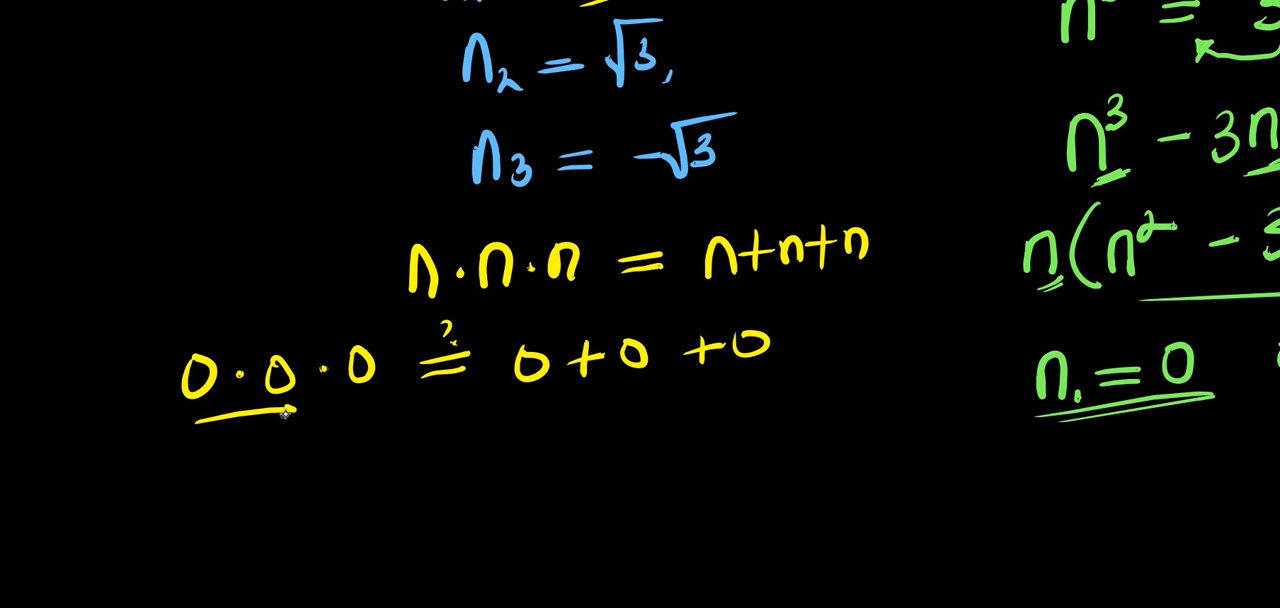 n₂ = √3,
n₃ = -√3
n·n·n = n+n+n
0·0·0 ≟ 0+0+0
n³ - 3n
n(n² -
n₁ = 0